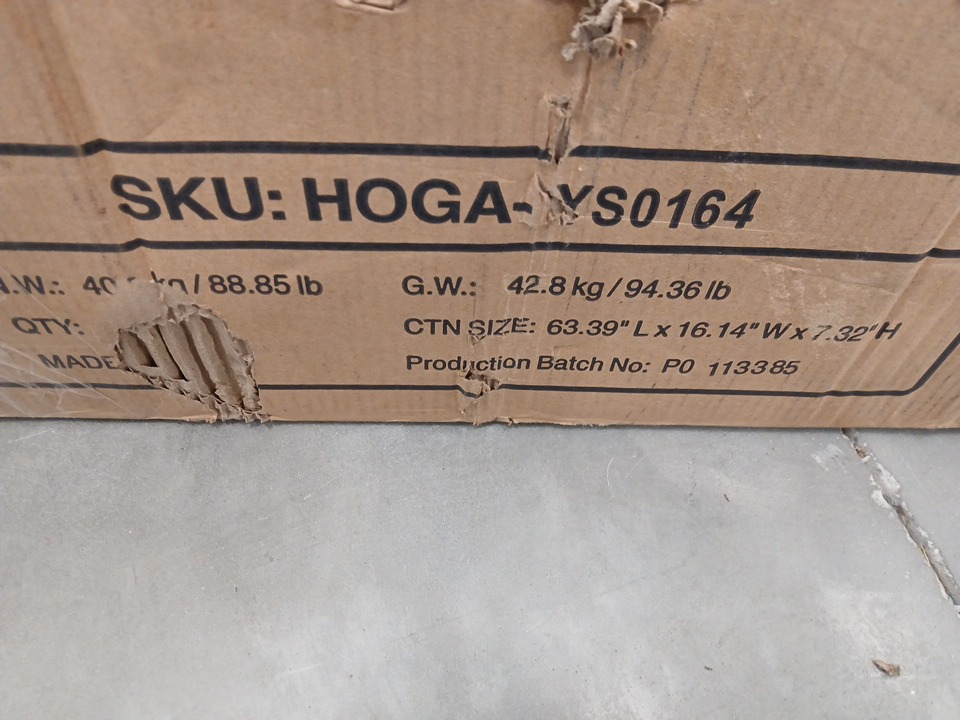 SKU: HOGA-YS0164
N.W.: / 88.85 lb
G.W.: 42.8 kg / 94.36 lb
QTY:
CTN SIZE: 63.39" L x 16.14" W x 7.32" H
MADE
Production Batch No: P0 113385